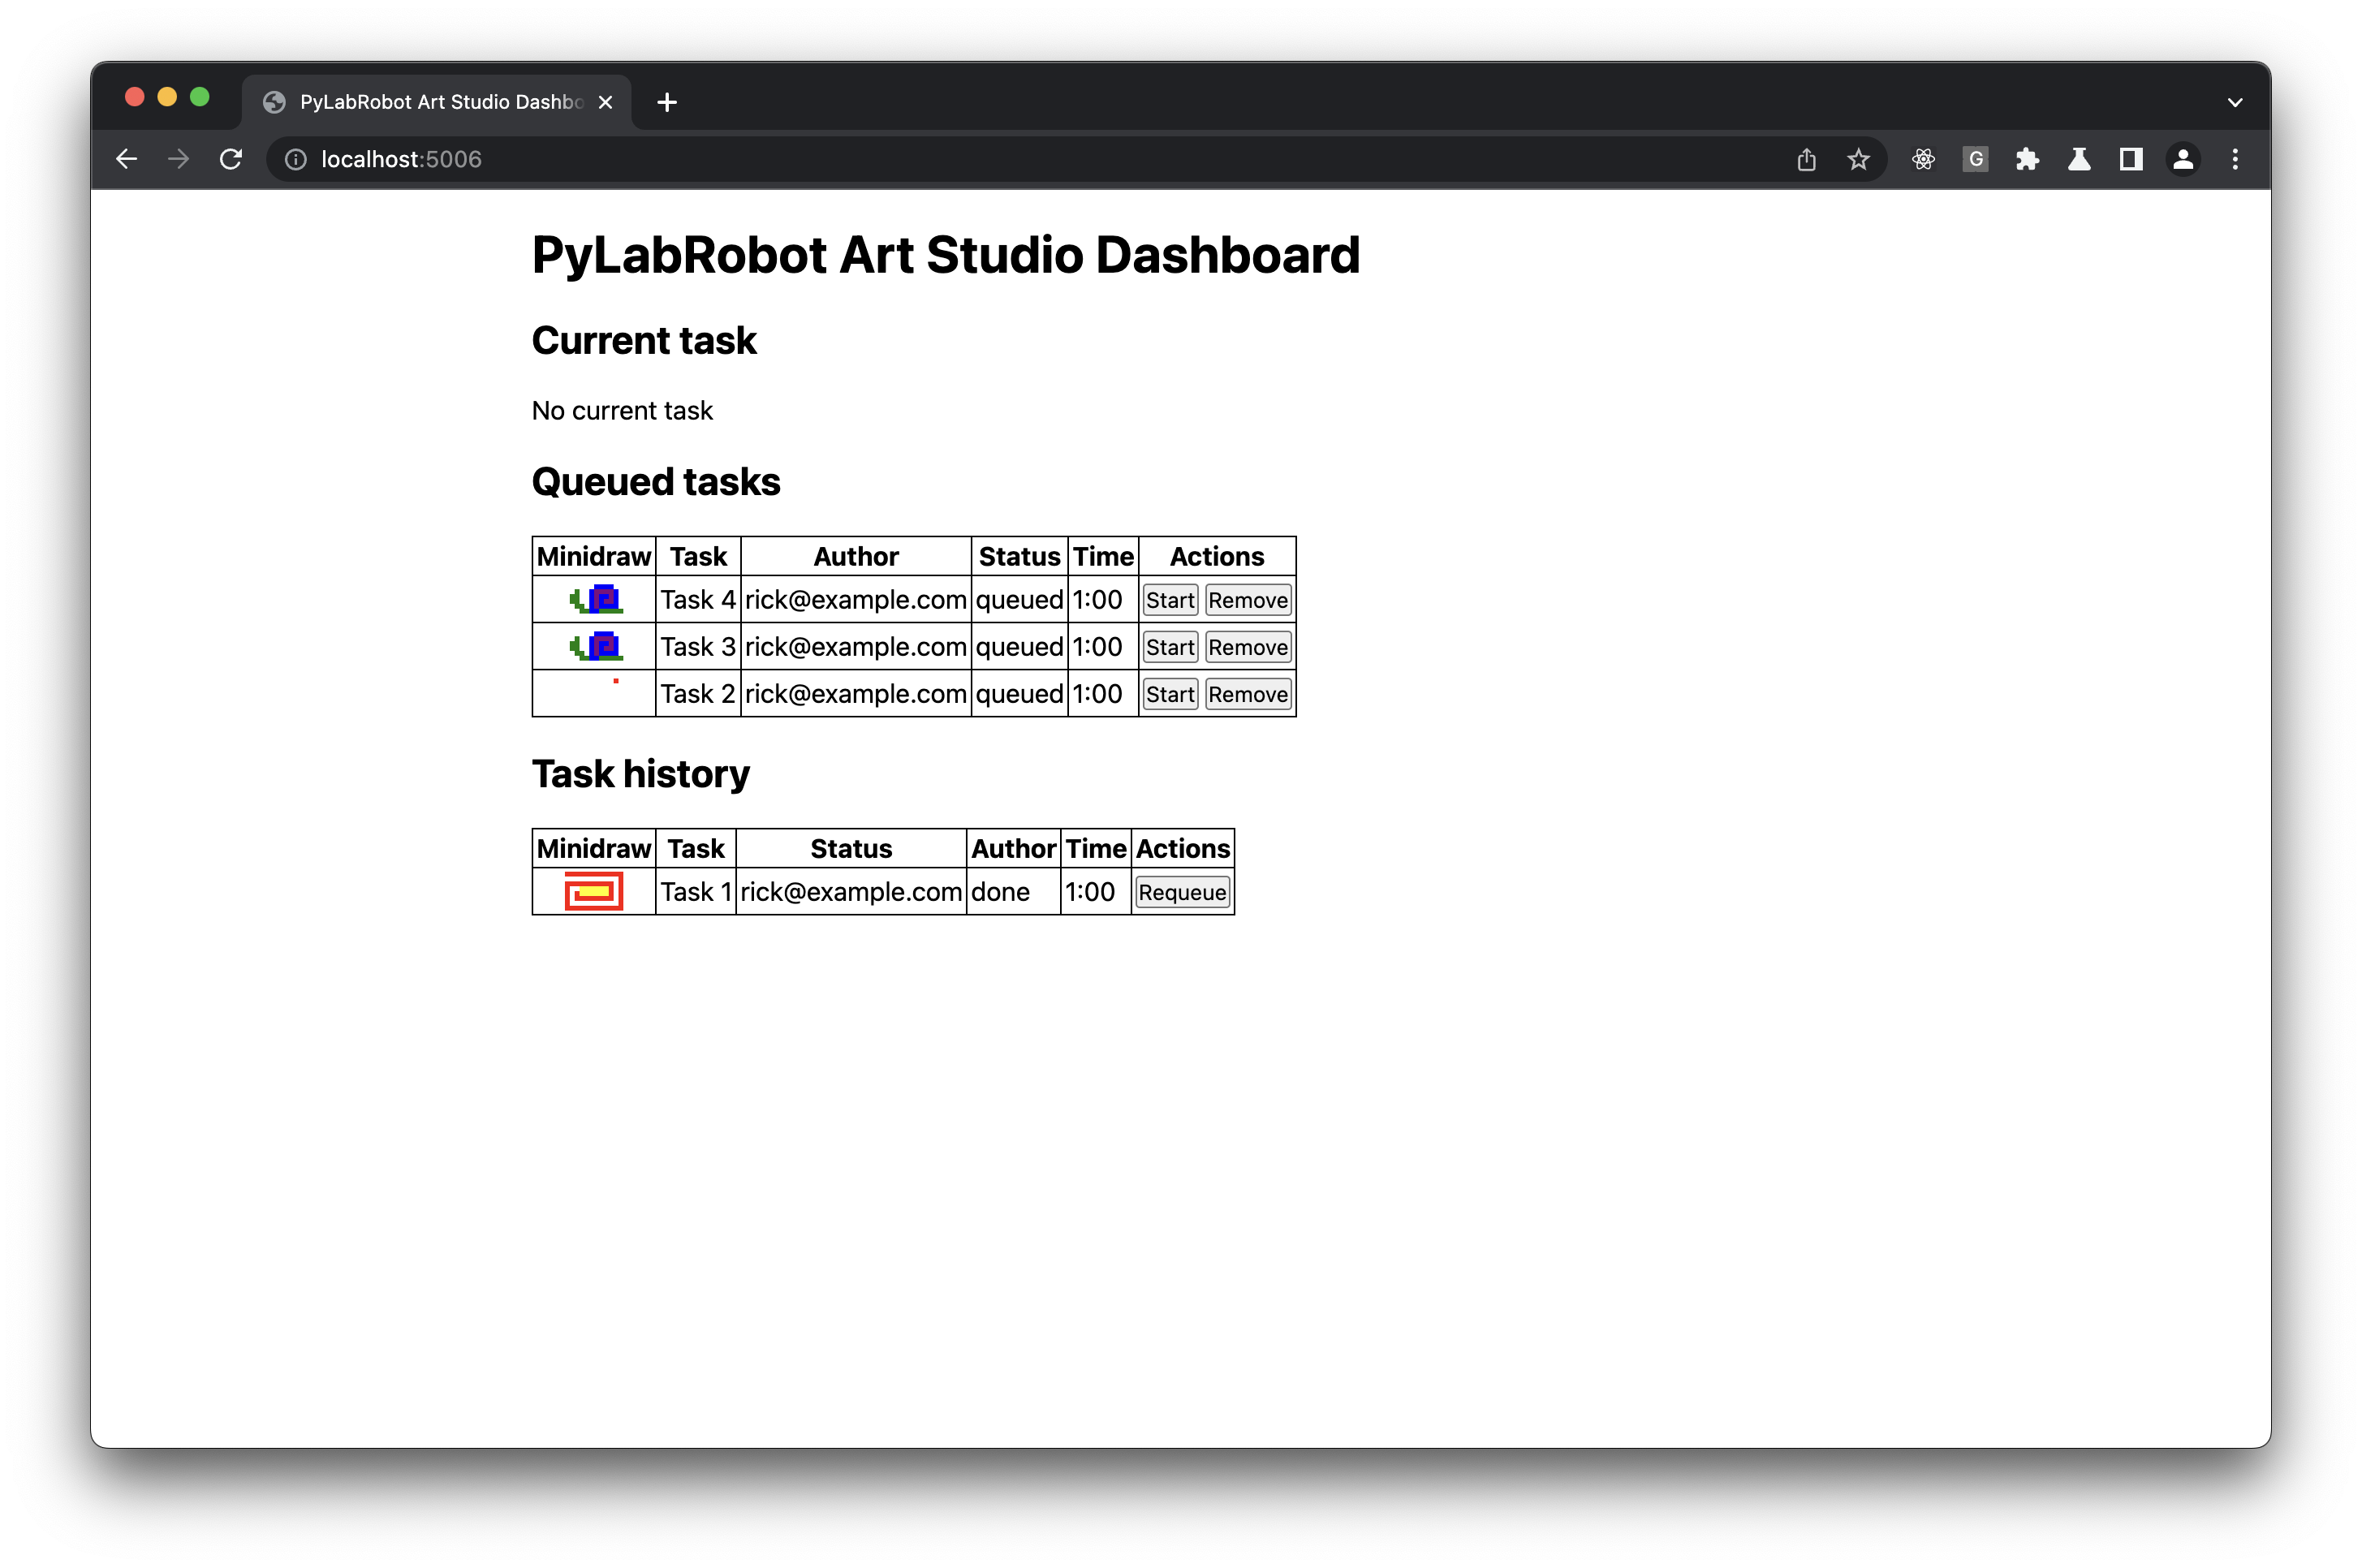 PyLabRobot Art Studio Dashbo
localhost:5006
G
PyLabRobot Art Studio Dashboard
Current task
No current task
Queued tasks
Minidraw Task Author Status Time Actions
Task 4 rick@example.com queued 1:00 Start Remove
Task 3 rick@example.com queued 1:00 Start Remove
Task 2 rick@example.com queued 1:00 Start Remove
Task history
Minidraw Task Status Author Time Actions
Task 1 rick@example.com done 1:00 Requeue